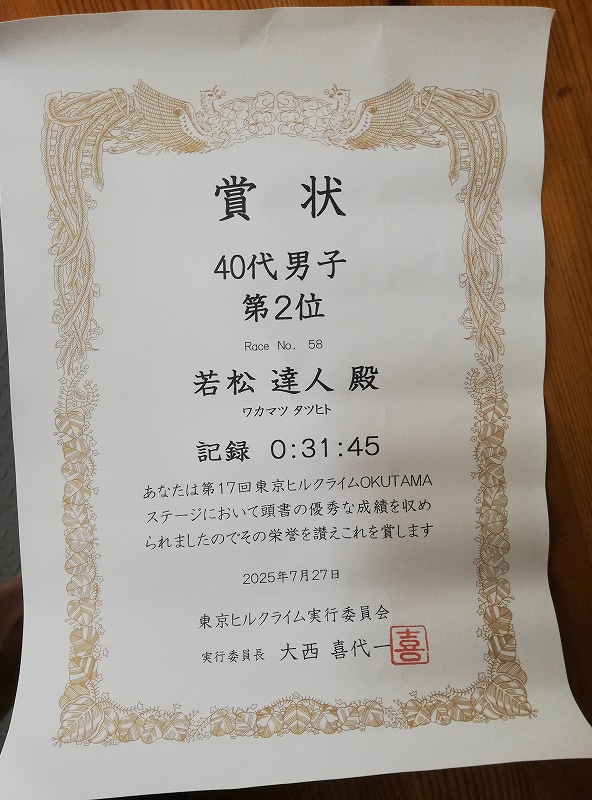 賞状
40代男子
第2位
Race No. 58
若松 達人 殿
ワカマツ タツヒト
記録 0:31:45
あなたは第17回東京ヒルクライムOKUTAMA
ステージにおいて頭書の優秀な成績を収め
られましたのでその栄誉を讃えこれを賞します
2025年7月27日
東京ヒルクライム実行委員会
実行委員長 大西 喜代一
喜